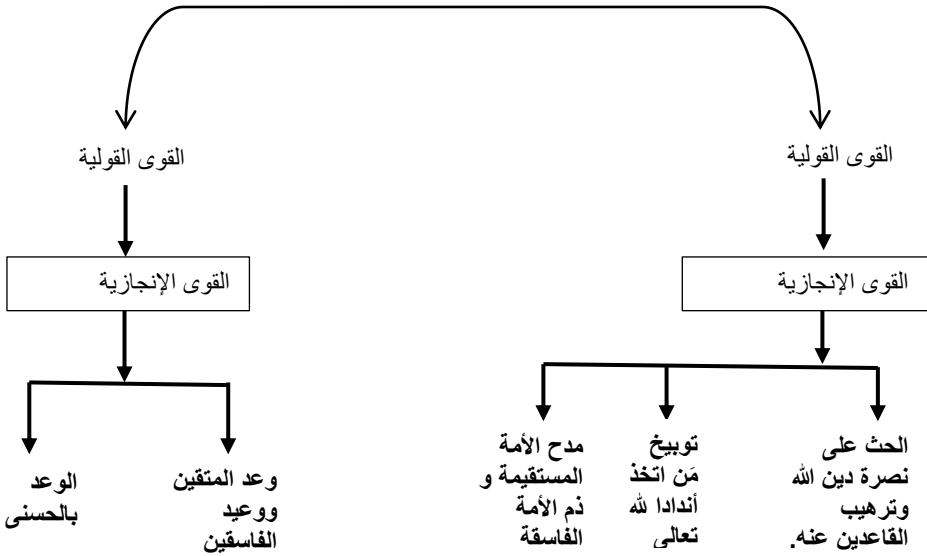 القوى القولية
القوى القولية
القوى الإنجازية
القوى الإنجازية
الحث على
نصرة دين الله
وترهيب
القاعدين عنه.
توبيخ
مَن اتخذ
أندادا لله
تعالى
مدح الأمة
المستقيمة و
ذم الأمة
الفاسقة
وعد المتقين
ووعيد
الفاسقين
الوعد
بالحسنى